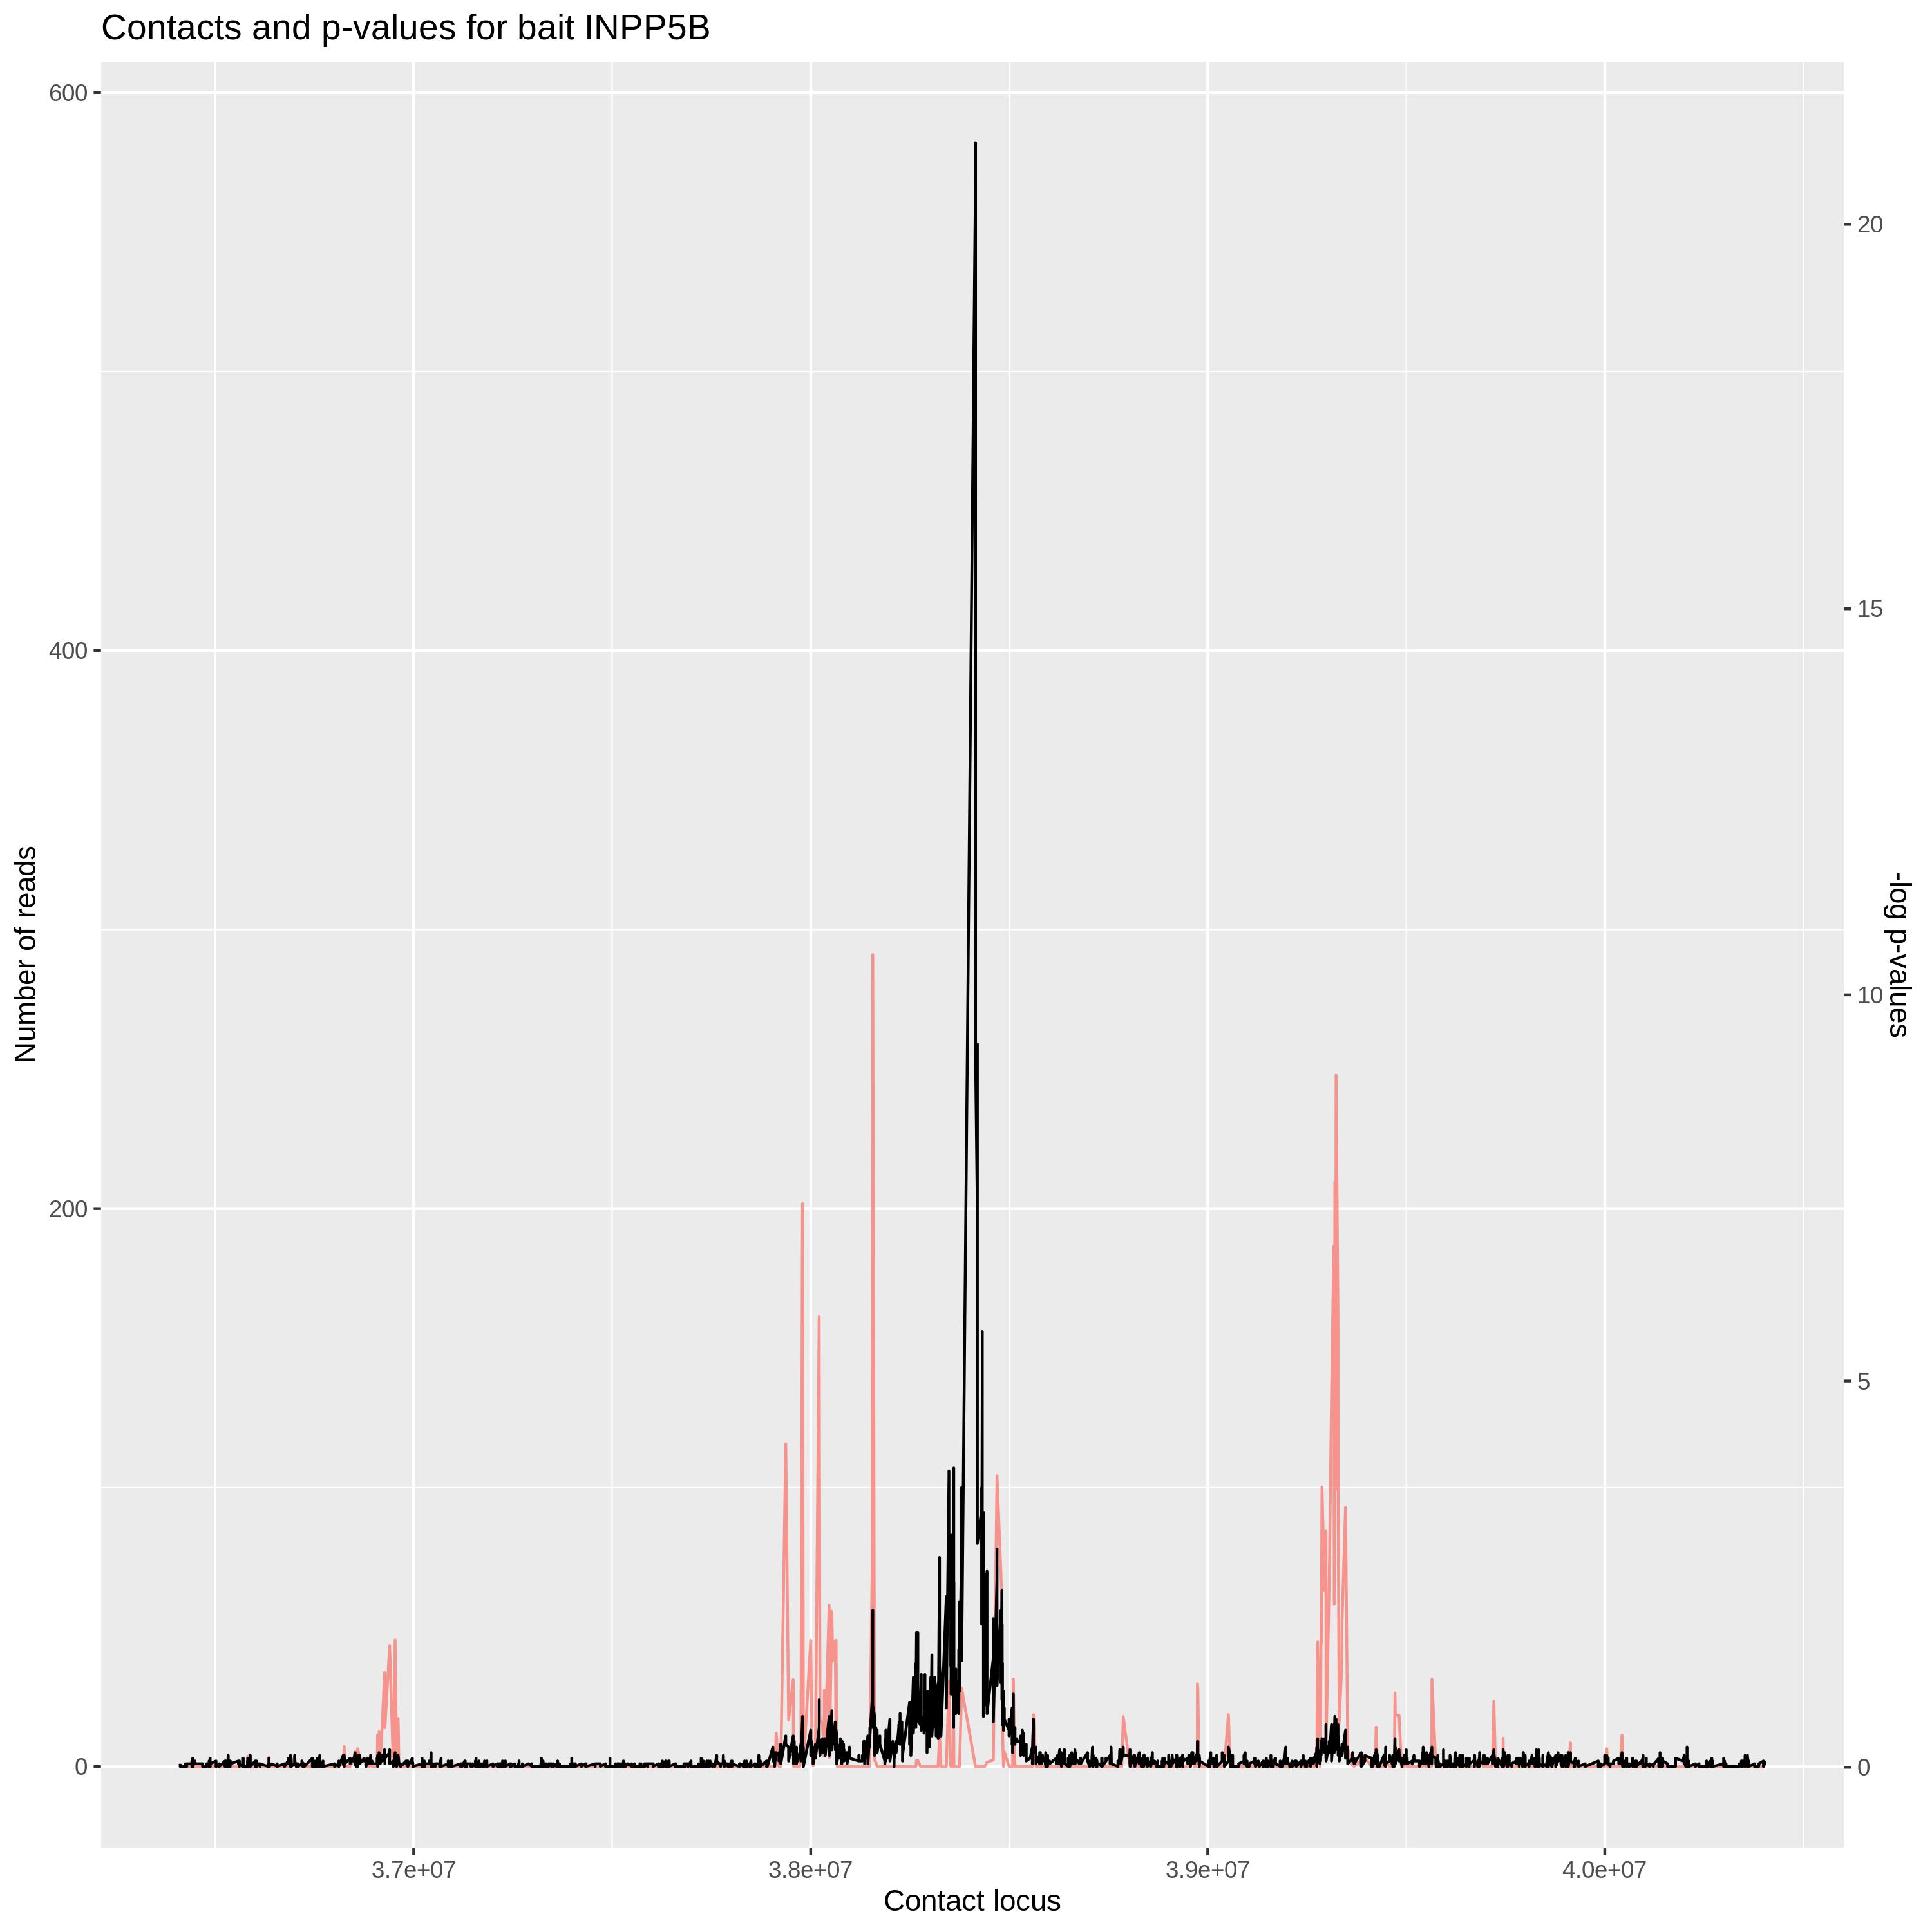 Contacts and p-values for bait INPP5B
600
400
200
0
Number of reads
20
15
10
5
0
-log p-values
3.7e+07
3.8e+07
3.9e+07
4.0e+07
Contact locus